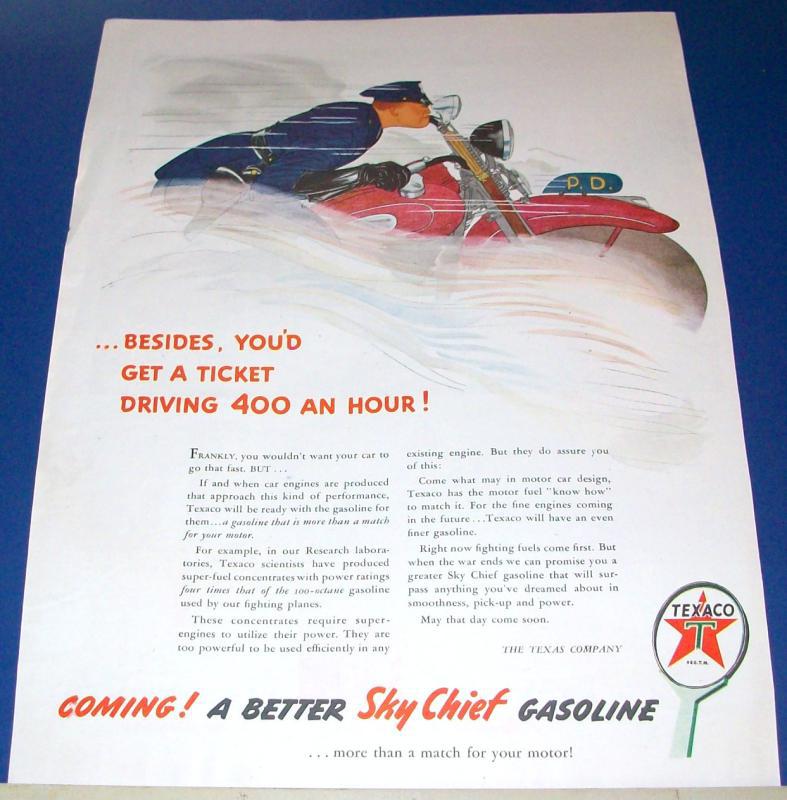 P.D.
...BESIDES, YOU'D
GET A TICKET
DRIVING 400 AN HOUR!
FRANKLY, you wouldn't want your car to
go that fast. BUT...
If and when car engines are produced
that approach this kind of performance,
Texaco will be ready with the gasoline for
them...a gasoline that is more than a match
for your motor.
For example, in our Research labora-
tories, Texaco scientists have produced
super-fuel concentrates with power ratings
four times that of the 100-octane gasoline
used by our fighting planes.
These concentrates require super-
engines to utilize their power. They are
too powerful to be used efficiently in any
existing engine. But they do assure you
of this:
Come what may in motor car design,
Texaco has the motor fuel "know how"
to match it. For the fine engines coming
in the future...Texaco will have an even
finer gasoline.
Right now fighting fuels come first. But
when the war ends we can promise you a
greater Sky Chief gasoline that will sur-
pass anything you've dreamed about in
smoothness, pick-up and power.
May that day come soon.
THE TEXAS COMPANY
TEXACO
T
REG. T.M.
COMING! A BETTER Sky Chief GASOLINE
...more than a match for your motor!